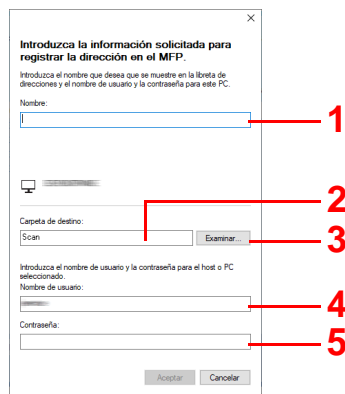 Introduzca la información solicitada para
registrar la dirección en el MFP.
Introduzca el nombre que desea que se muestre en la libreta de
direcciones y el nombre de usuario y la contraseña para este PC.
Nombre:
1
2
Carpeta de destino:
Scan
Examinar...
3
Introduzca el nombre de usuario y la contraseña para el host o PC
seleccionado.
Nombre de usuario:
4
Contraseña:
5
Aceptar
Cancelar